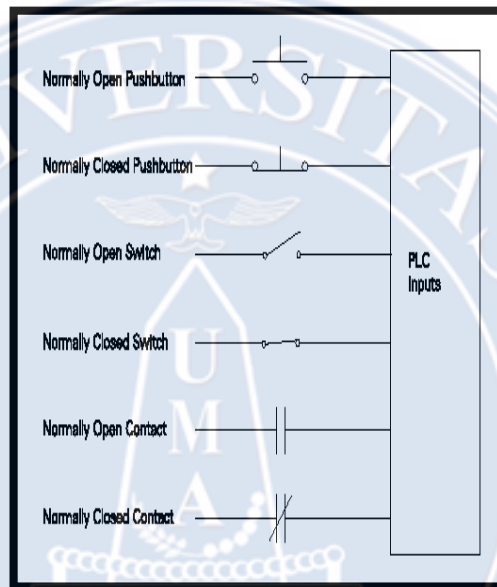 UNIVERSITAS
Normally Open Pushbutton
Normally Closed Pushbutton
Normally Open Switch
PLC
Inputs
Normally Closed Switch
Normally Open Contact
Normally Closed Contact
U
M
A